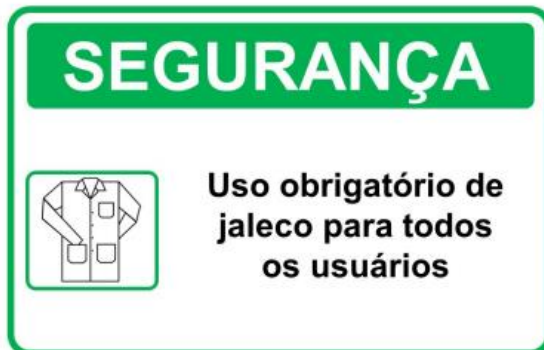 SEGURANÇA
Uso obrigatório de
jaleco para todos
os usuários